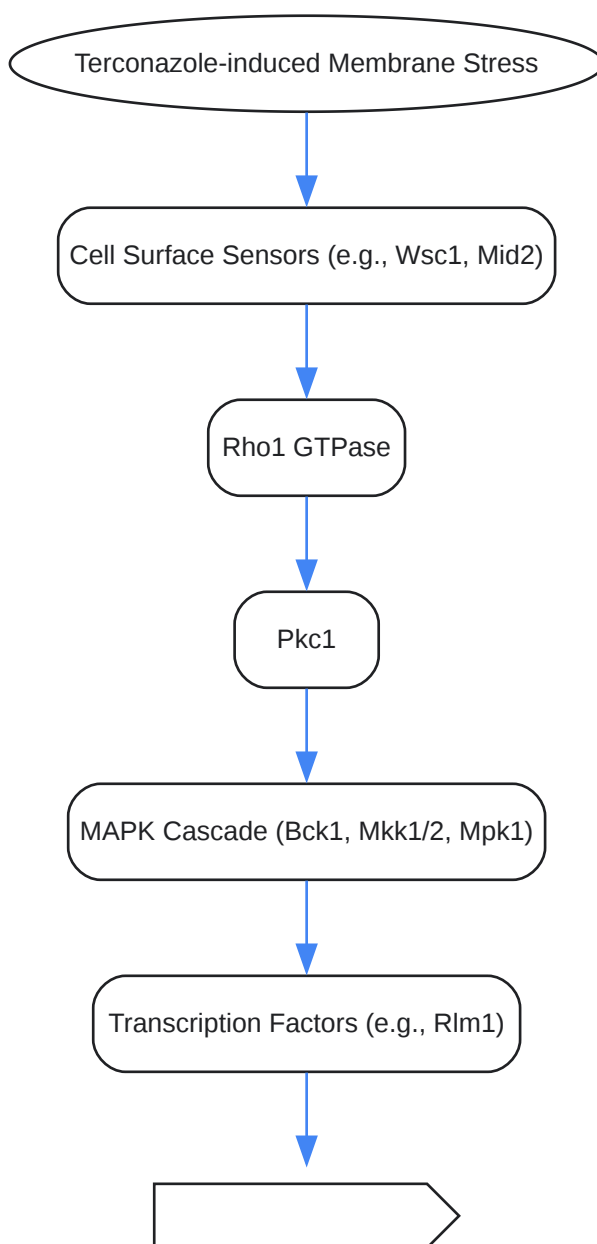 Terconazole-induced Membrane Stress
Cell Surface Sensors (e.g., Wsc1, Mid2)
Rho1 GTPase
Pkc1
MAPK Cascade (Bck1, Mkk1/2, Mpk1)
Transcription Factors (e.g., Rlm1)